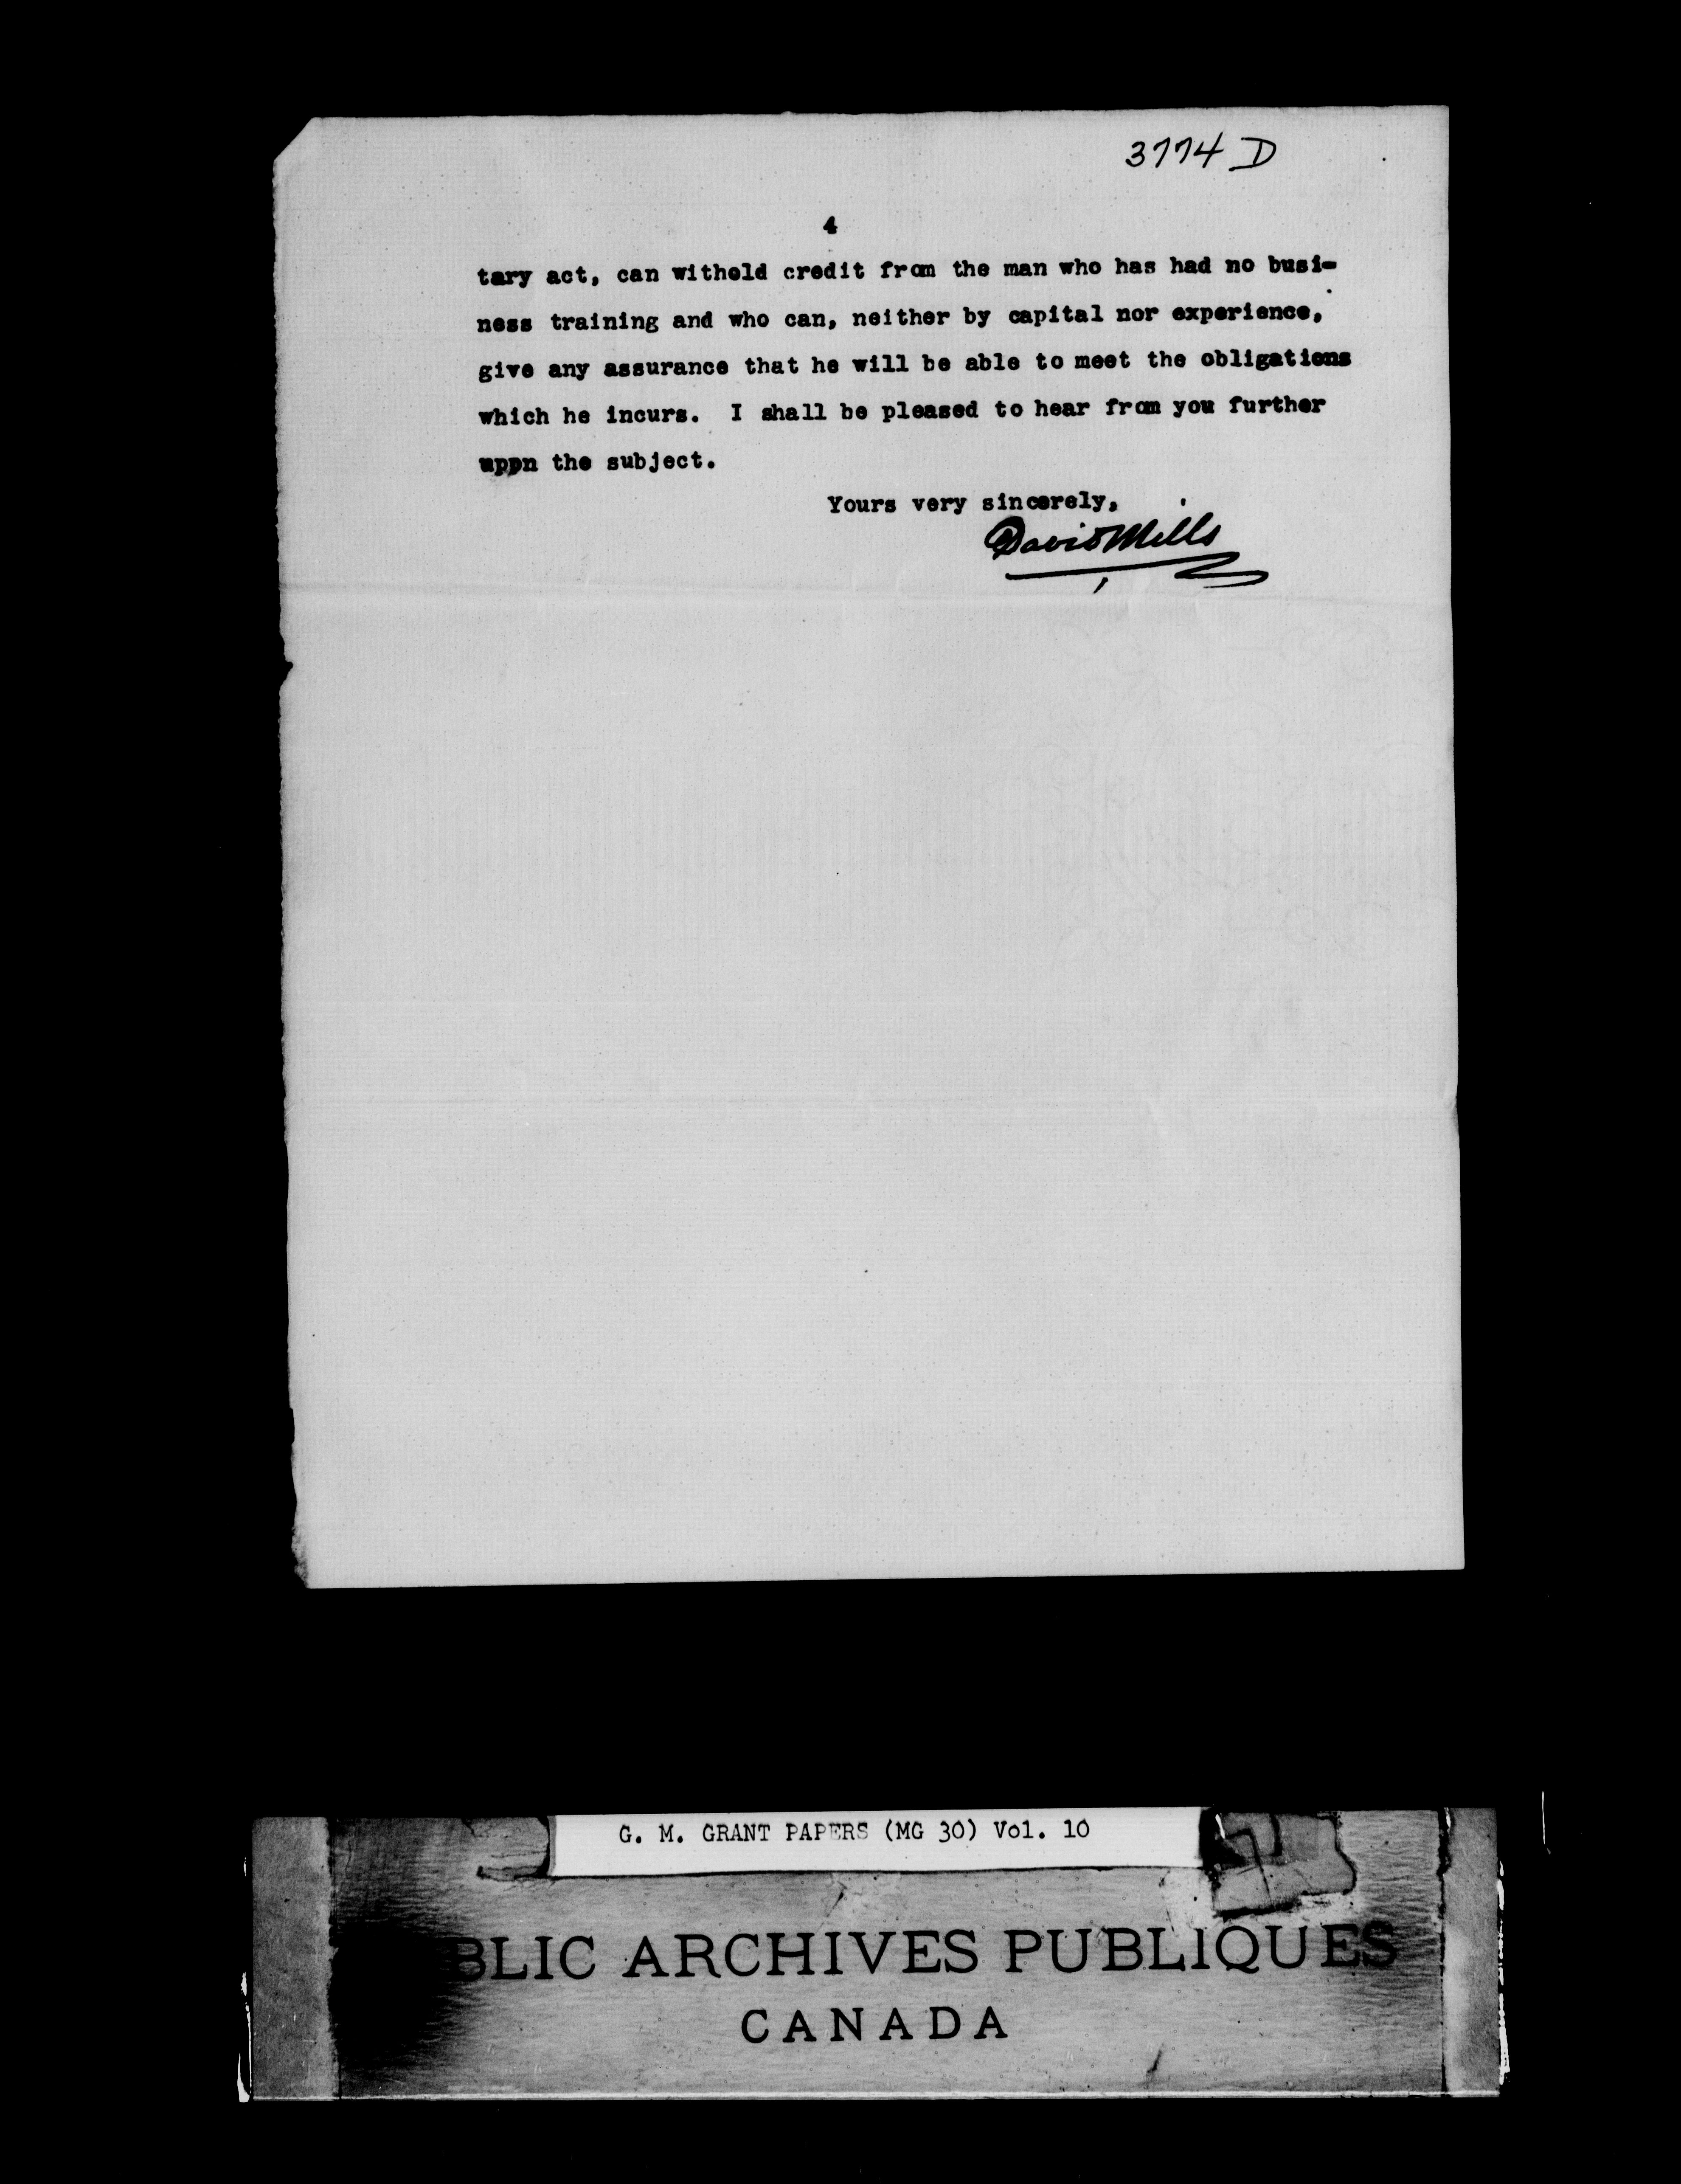 3774 D
4
tary act, can withold credit from the man who has had no busi-
ness training and who can, neither by capital nor experience,
give any assurance that he will be able to meet the obligations
which he incurs. I shall be pleased to hear from you further
uppn the subject.
Yours very sincerely,
David Mills
G. M. GRANT PAPERS (MG 30) Vol. 10
BLIC ARCHIVES PUBLIQUES
CANADA